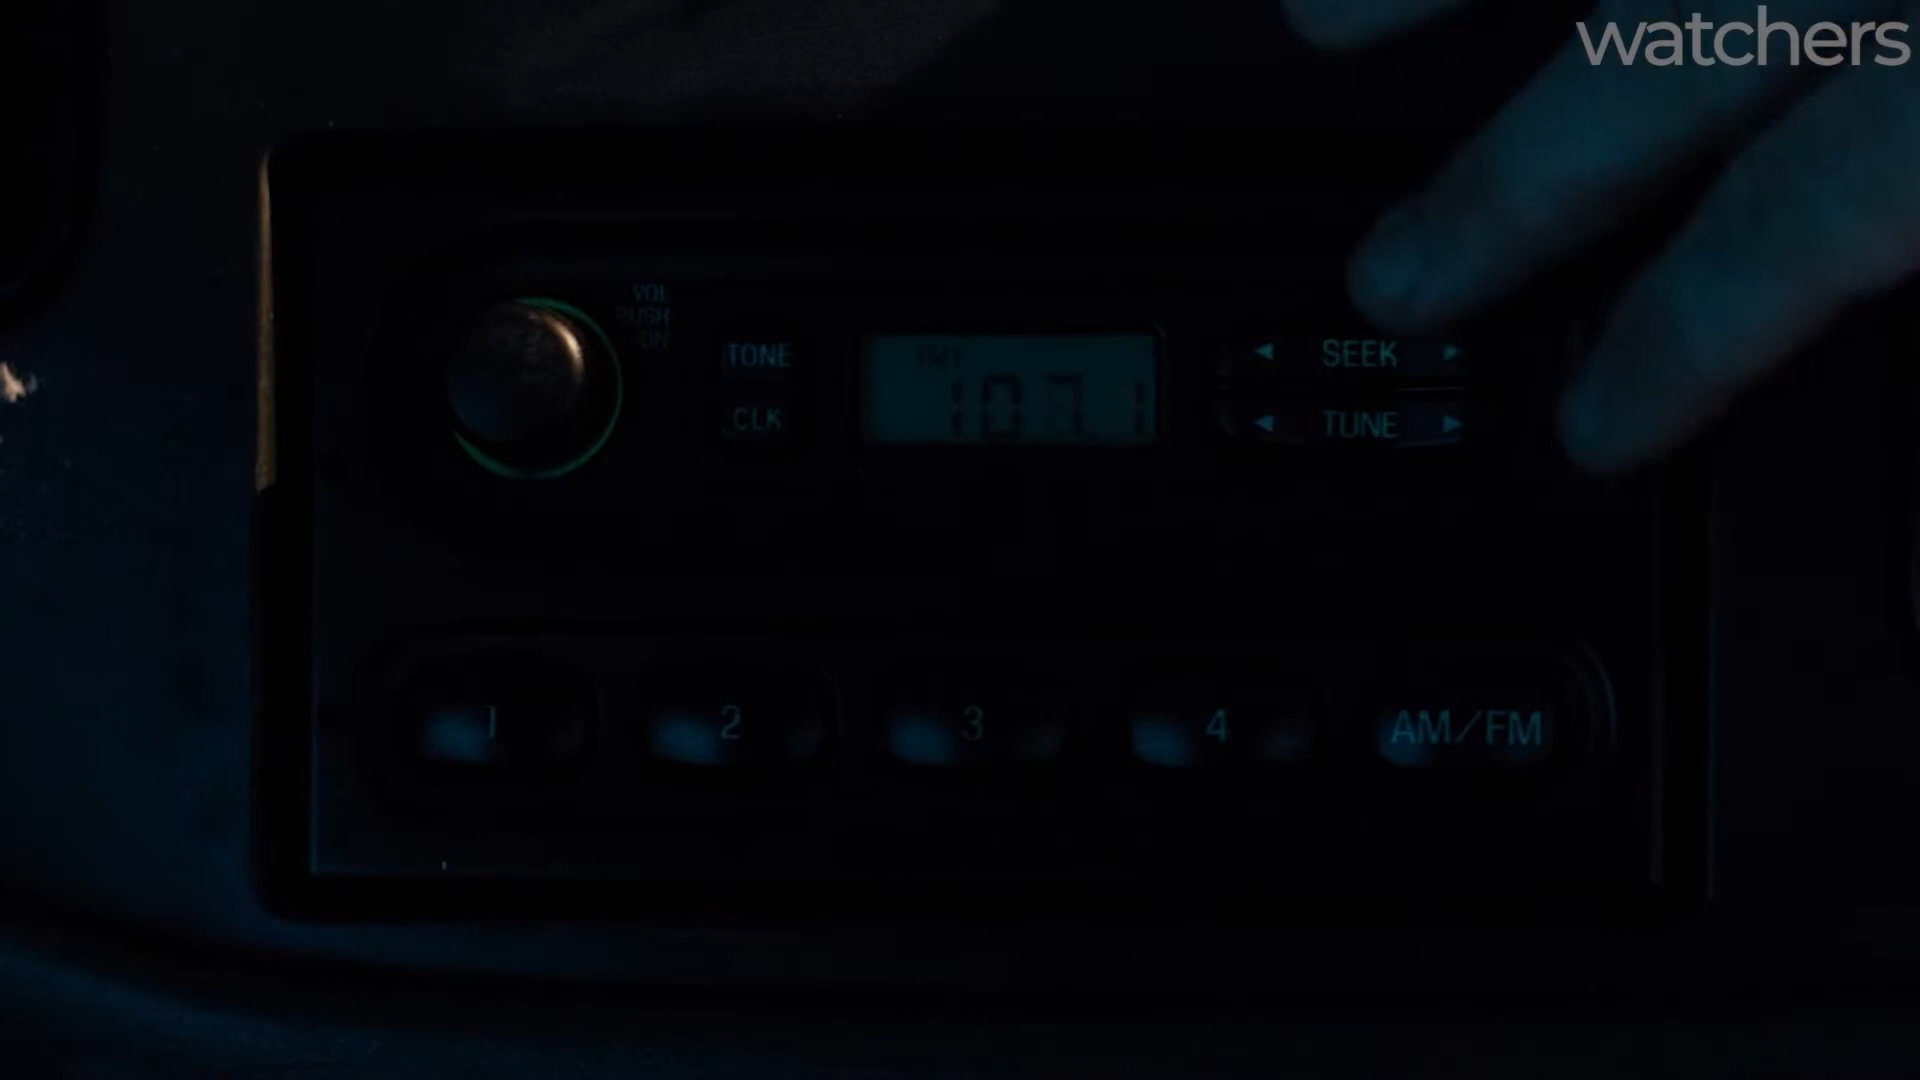 watchers
VOL
PUSH
ON
TONE
SEEK
FM1
107.1
CLK
TUNE
1 2 3 4 AM/FM